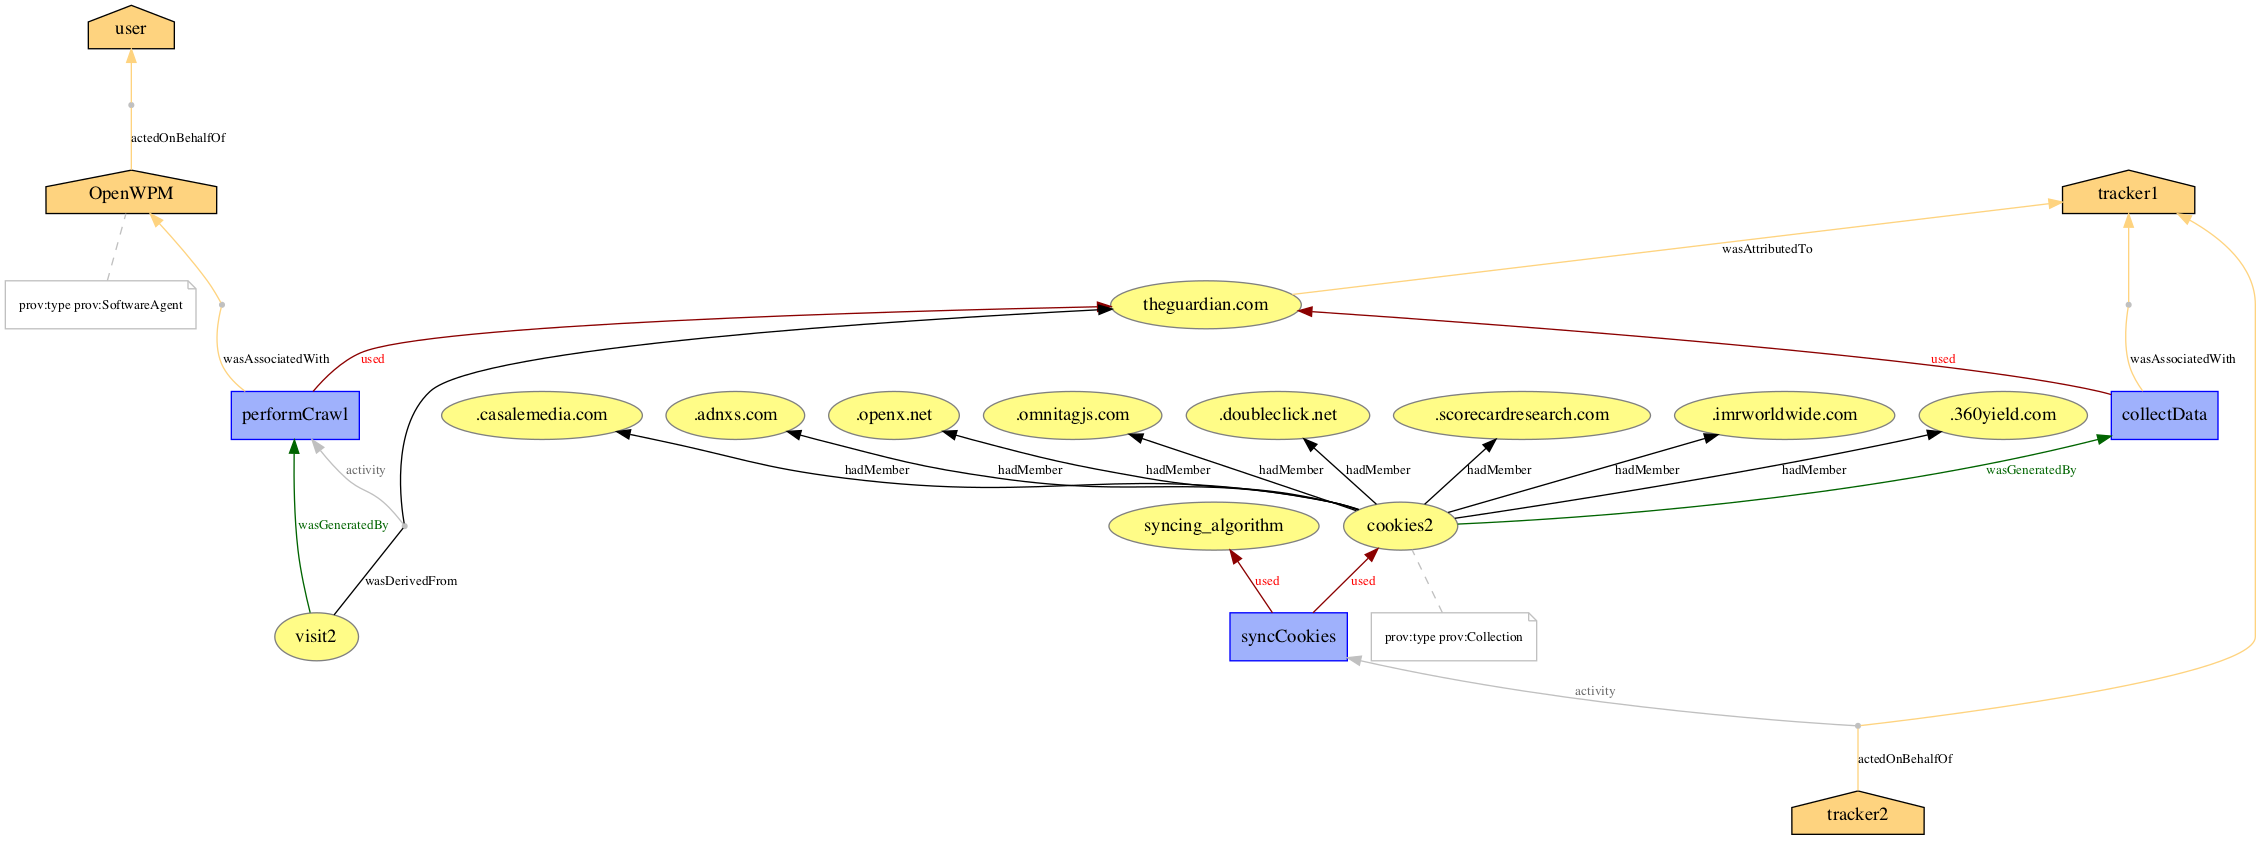 user
actedOnBehalfOf
OpenWPM
tracker1
wasAttributedTo
prov:type prov:SoftwareAgent
theguardian.com
wasAssociatedWith
used
used
wasAssociatedWith
performCrawl
.casalemedia.com
.adnxs.com
.openx.net
.omnitagjs.com
.doubleclick.net
.scorecardresearch.com
.imrworldwide.com
.360yield.com
collectData
activity
hadMember
hadMember
hadMember
hadMember
hadMember
hadMember
hadMember
hadMember
wasGeneratedBy
wasGeneratedBy
syncing_algorithm
cookies2
wasDerivedFrom
used
used
visit2
syncCookies
prov:type prov:Collection
activity
actedOnBehalfOf
tracker2